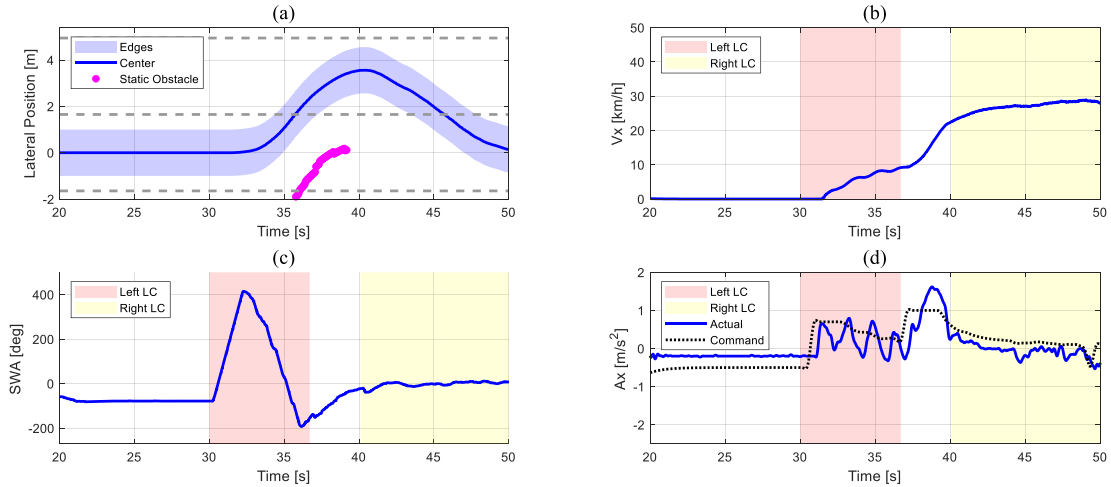 (a)
Lateral Position [m]
4
2
0
-2
Edges
Center
Static Obstacle
20 25 30 35 40 45 50
Time [s]
(b)
Vx [km/h]
50
40
30
20
10
0
Left LC
Right LC
20 25 30 35 40 45 50
Time [s]
(c)
SWA [deg]
400
200
0
-200
Left LC
Right LC
20 25 30 35 40 45 50
Time [s]
(d)
Ax [m/s²]
2
1
0
-1
-2
Left LC
Right LC
Actual
Command
20 25 30 35 40 45 50
Time [s]